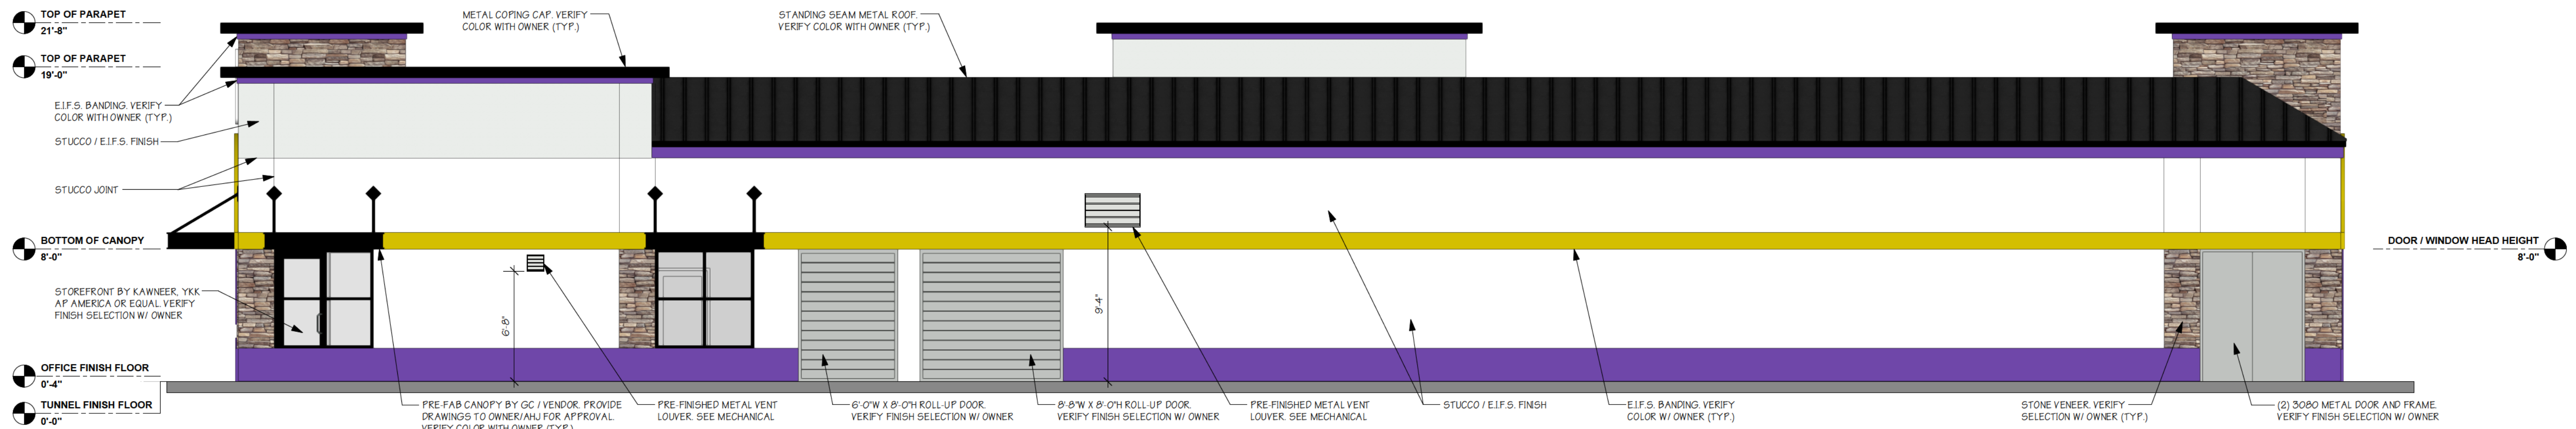 TOP OF PARAPET
21'-8"
TOP OF PARAPET
19'-0"
METAL COPING CAP. VERIFY
COLOR WITH OWNER (TYP.)
STANDING SEAM METAL ROOF.
VERIFY COLOR WITH OWNER (TYP.)
E.I.F.S. BANDING. VERIFY
COLOR WITH OWNER (TYP.)
STUCCO / E.I.F.S. FINISH
STUCCO JOINT
BOTTOM OF CANOPY
8'-0"
DOOR / WINDOW HEAD HEIGHT
8'-0"
STOREFRONT BY KAWNEER, YKK
AP AMERICA OR EQUAL. VERIFY
FINISH SELECTION W/ OWNER
6'-8"
9'-4"
OFFICE FINISH FLOOR
0'-4"
TUNNEL FINISH FLOOR
0'-0"
PRE-FAB CANOPY BY GC / VENDOR. PROVIDE
DRAWINGS TO OWNER/AHJ FOR APPROVAL.
VERIFY COLOR WITH OWNER (TYP.)
PRE-FINISHED METAL VENT
LOUVER. SEE MECHANICAL
6'-0"W X 8'-0"H ROLL-UP DOOR.
VERIFY FINISH SELECTION W/ OWNER
8'-8"W X 8'-0"H ROLL-UP DOOR.
VERIFY FINISH SELECTION W/ OWNER
PRE-FINISHED METAL VENT
LOUVER. SEE MECHANICAL
STUCCO / E.I.F.S. FINISH
E.I.F.S. BANDING. VERIFY
COLOR W/ OWNER (TYP.)
STONE VENEER. VERIFY
SELECTION W/ OWNER (TYP.)
(2) 3080 METAL DOOR AND FRAME.
VERIFY FINISH SELECTION W/ OWNER